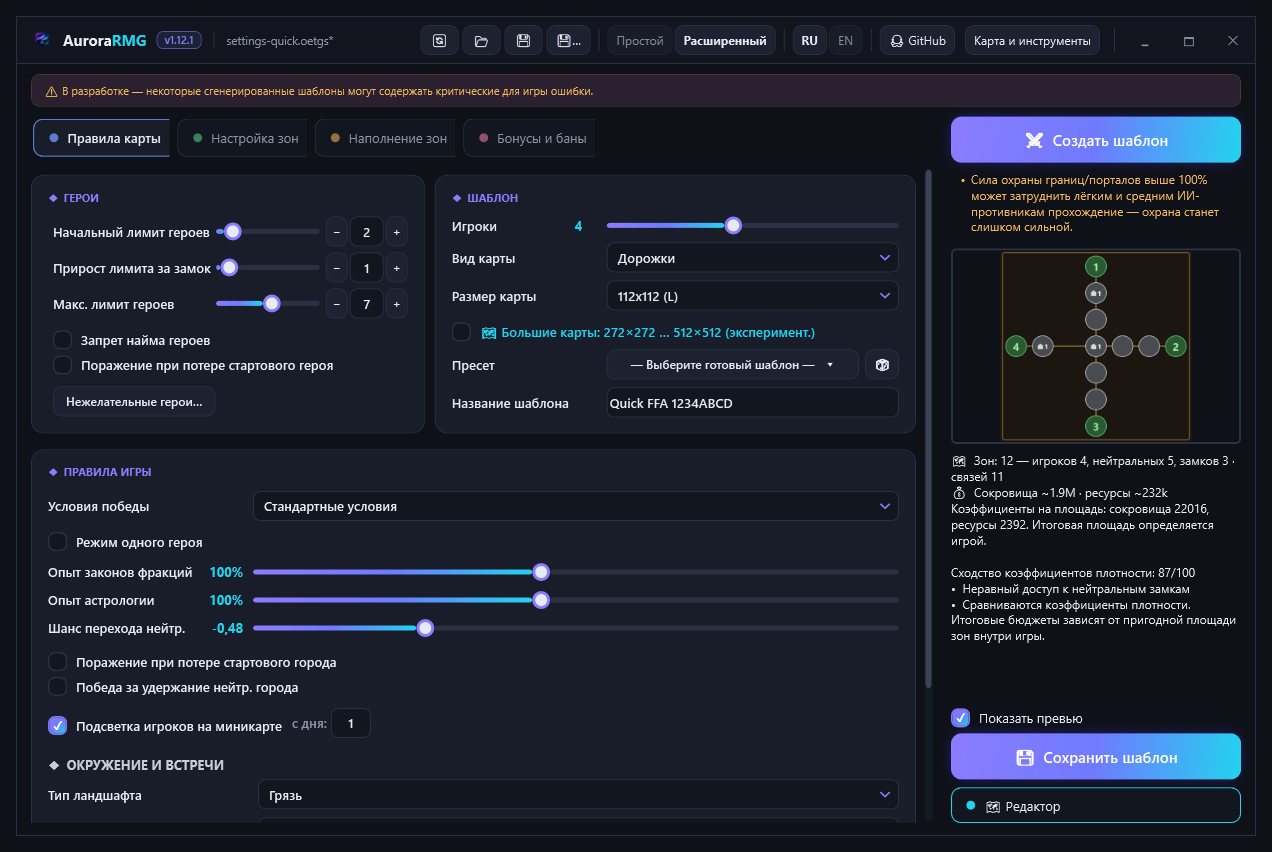 AuroraRMG v1.12.1 settings-quick.oetgs* ... Простой Расширенный RU EN GitHub Карта и инструменты
В разработке — некоторые сгенерированные шаблоны могут содержать критические для игры ошибки.
Правила карты Настройка зон Наполнение зон Бонусы и баны
ГЕРОИ
Начальный лимит героев − 2 +
Прирост лимита за замок − 1 +
Макс. лимит героев − 7 +
Запрет найма героев
Поражение при потере стартового героя
Нежелательные герои...
ШАБЛОН
Игроки 4
Вид карты Дорожки
Размер карты 112x112 (L)
Большие карты: 272×272 ... 512×512 (эксперимент.)
Пресет — Выберите готовый шаблон —
Название шаблона Quick FFA 1234ABCD
ПРАВИЛА ИГРЫ
Условия победы Стандартные условия
Режим одного героя
Опыт законов фракций 100%
Опыт астрологии 100%
Шанс перехода нейтр. -0,48
Поражение при потере стартового города
Победа за удержание нейтр. города
Подсветка игроков на миникарте с дня: 1
ОКРУЖЕНИЕ И ВСТРЕЧИ
Тип ландшафта Грязь
Создать шаблон
• Сила охраны границ/порталов выше 100%
может затруднить лёгким и средним ИИ-
противникам прохождение — охрана станет
слишком сильной.
1
1
4 1 1 2
3
Зон: 12 — игроков 4, нейтральных 5, замков 3 ·
связей 11
Сокровища ~1.9M · ресурсы ~232k
Коэффициенты на площадь: сокровища 22016,
ресурсы 2392. Итоговая площадь определяется
игрой.
Сходство коэффициентов плотности: 87/100
• Неравный доступ к нейтральным замкам
• Сравниваются коэффициенты плотности.
Итоговые бюджеты зависят от пригодной площади
зон внутри игры.
Показать превью
Сохранить шаблон
Редактор